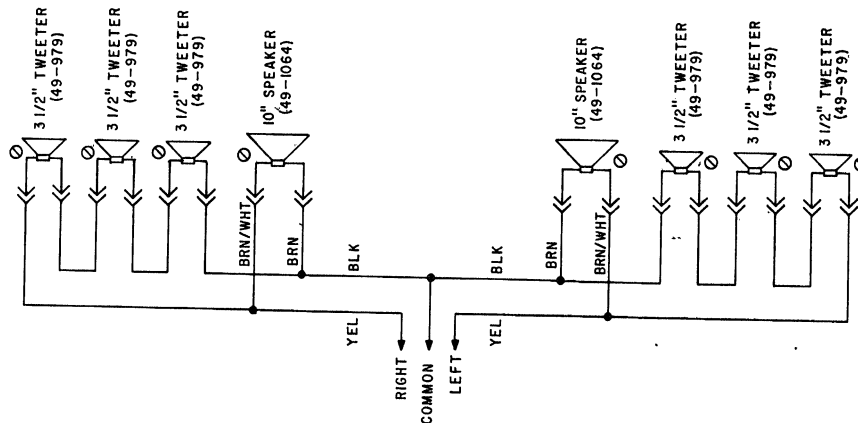 3 1/2" TWEETER
(49-979)
3 1/2" TWEETER
(49-979)
3 1/2" TWEETER
(49-979)
10" SPEAKER
(49-1064)
10" SPEAKER
(49-1064)
3 1/2" TWEETER
(49-979)
3 1/2" TWEETER
(49-979)
3 1/2" TWEETER
(49-979)
BRN/WHT
BRN
BLK
BLK
BRN
BRN/WHT
YEL
YEL
RIGHT
COMMON
LEFT